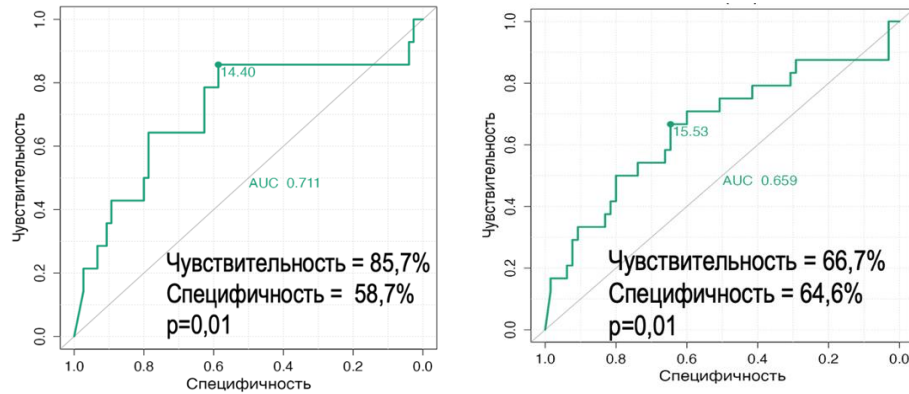 1.0
0.8
0.6
0.4
0.2
0.0
Чувствительность
14.40
AUC 0.711
Чувствительность = 85,7%
Специфичность = 58,7%
p=0,01
1.0 0.8 0.6 0.4 0.2 0.0
Специфичность
1.0
0.8
0.6
0.4
0.2
0.0
Чувствительность
15.53
AUC 0.659
Чувствительность = 66,7%
Специфичность = 64,6%
p=0,01
1.0 0.8 0.6 0.4 0.2 0.0
Специфичность